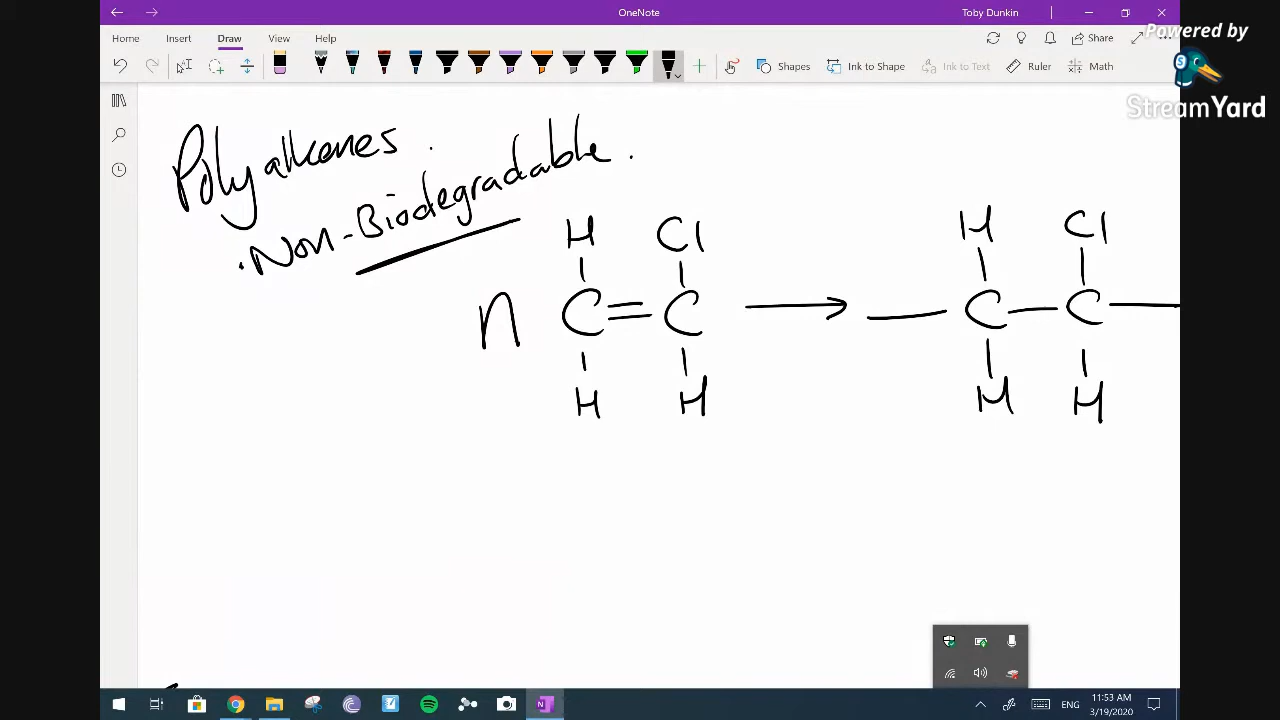 OneNote
Toby Dunkin
Powered by
StreamYard
Home Insert Draw View Help
Share
Shapes Ink to Shape Ink to Text Ruler Math
Polyalkenes.
. Non-Biodegradable.
H Cl H Cl
n C=C → — C — C —
H H H H
ENG
11:53 AM
3/19/2020